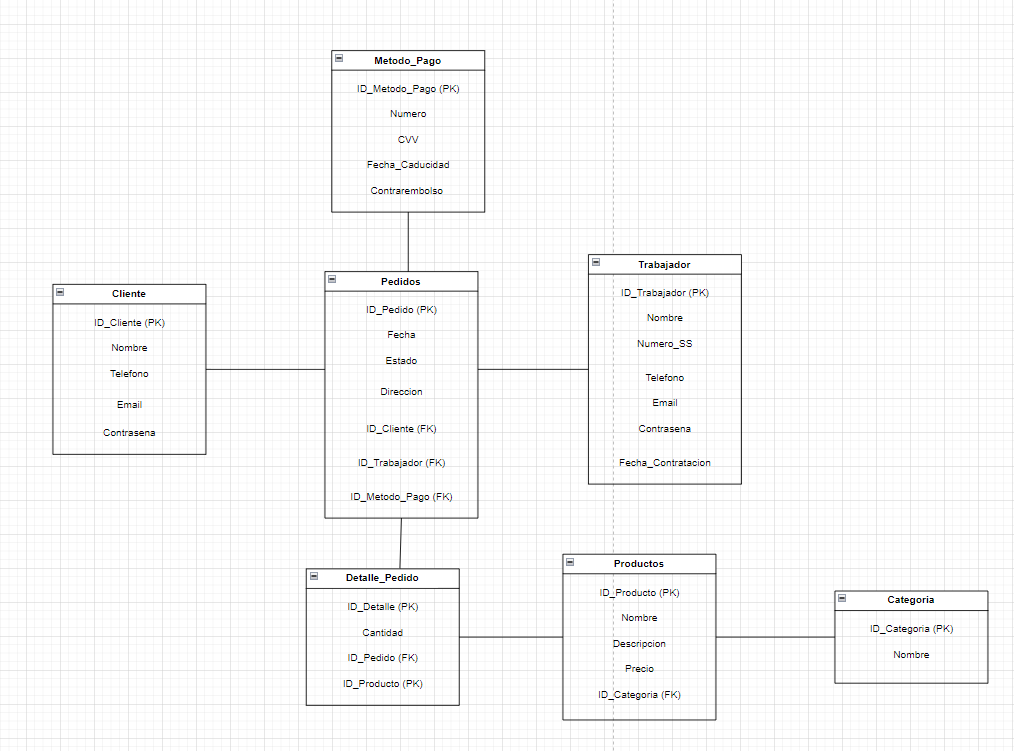 Metodo_Pago
ID_Metodo_Pago (PK)
Numero
CVV
Fecha_Caducidad
Contrarembolso
Cliente
ID_Cliente (PK)
Nombre
Telefono
Email
Contrasena
Pedidos
ID_Pedido (PK)
Fecha
Estado
Direccion
ID_Cliente (FK)
ID_Trabajador (FK)
ID_Metodo_Pago (FK)
Trabajador
ID_Trabajador (PK)
Nombre
Numero_SS
Telefono
Email
Contrasena
Fecha_Contratacion
Detalle_Pedido
ID_Detalle (PK)
Cantidad
ID_Pedido (FK)
ID_Producto (PK)
Productos
ID_Producto (PK)
Nombre
Descripcion
Precio
ID_Categoria (FK)
Categoria
ID_Categoria (PK)
Nombre